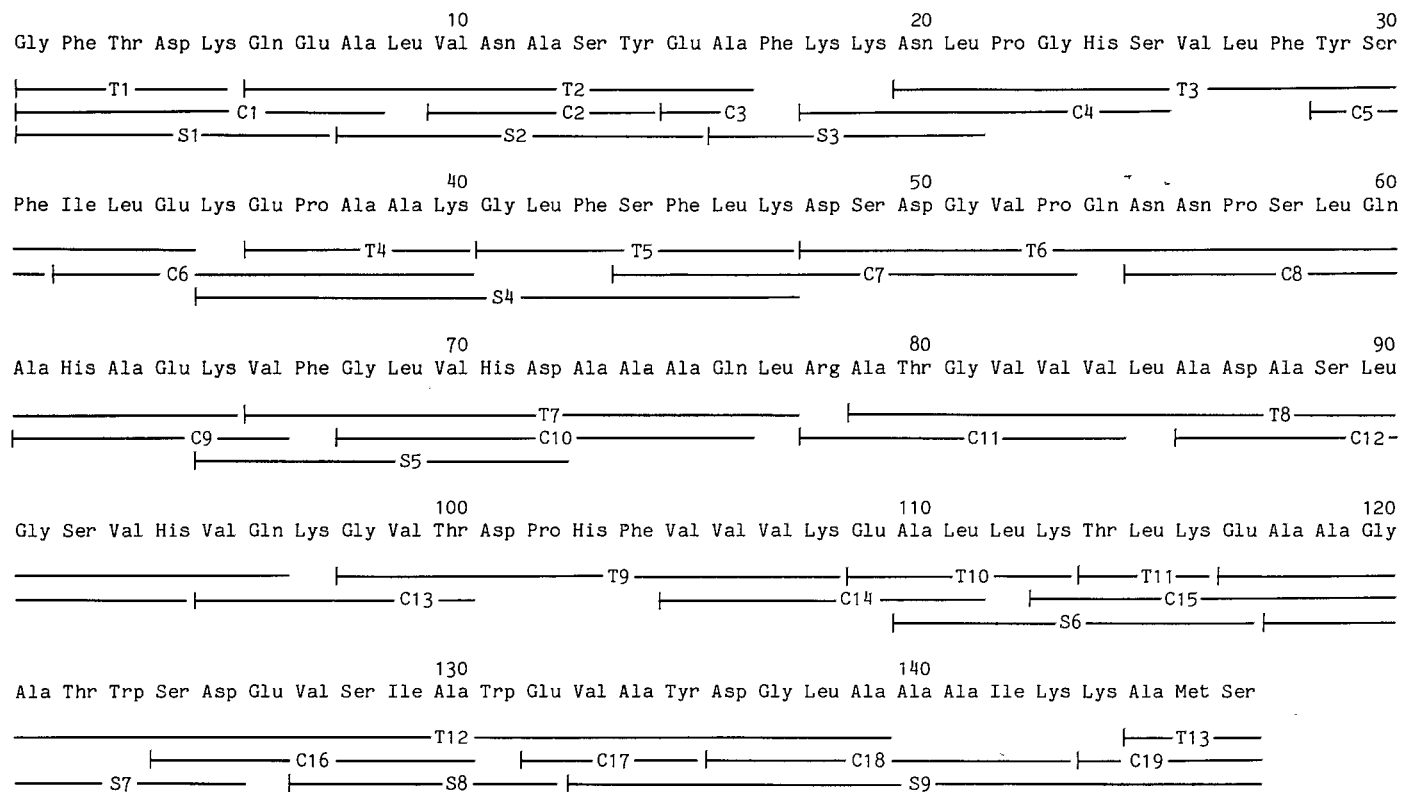 10 20 30
Gly Phe Thr Asp Lys Gln Glu Ala Leu Val Asn Ala Ser Tyr Glu Ala Phe Lys Lys Asn Leu Pro Gly His Ser Val Leu Phe Tyr Ser
T1 T2 T3
C1 C2 C3 C4 C5
S1 S2 S3
40 50 60
Phe Ile Leu Glu Lys Glu Pro Ala Ala Lys Gly Leu Phe Ser Phe Leu Lys Asp Ser Asp Gly Val Pro Gln Asn Asn Pro Ser Leu Gln
T4 T5 T6
C6 C7 C8
S4
70 80 90
Ala His Ala Glu Lys Val Phe Gly Leu Val His Asp Ala Ala Ala Gln Leu Arg Ala Thr Gly Val Val Val Leu Ala Asp Ala Ser Leu
T7 T8
C9 C10 C11 C12
S5
100 110 120
Gly Ser Val His Val Gln Lys Gly Val Thr Asp Pro His Phe Val Val Val Lys Glu Ala Leu Leu Lys Thr Leu Lys Glu Ala Ala Gly
T9 T10 T11
C13 C14 C15
S6
130 140
Ala Thr Trp Ser Asp Glu Val Ser Ile Ala Trp Glu Val Ala Tyr Asp Gly Leu Ala Ala Ala Ile Lys Lys Ala Met Ser
T12 T13
C16 C17 C18 C19
S7 S8 S9